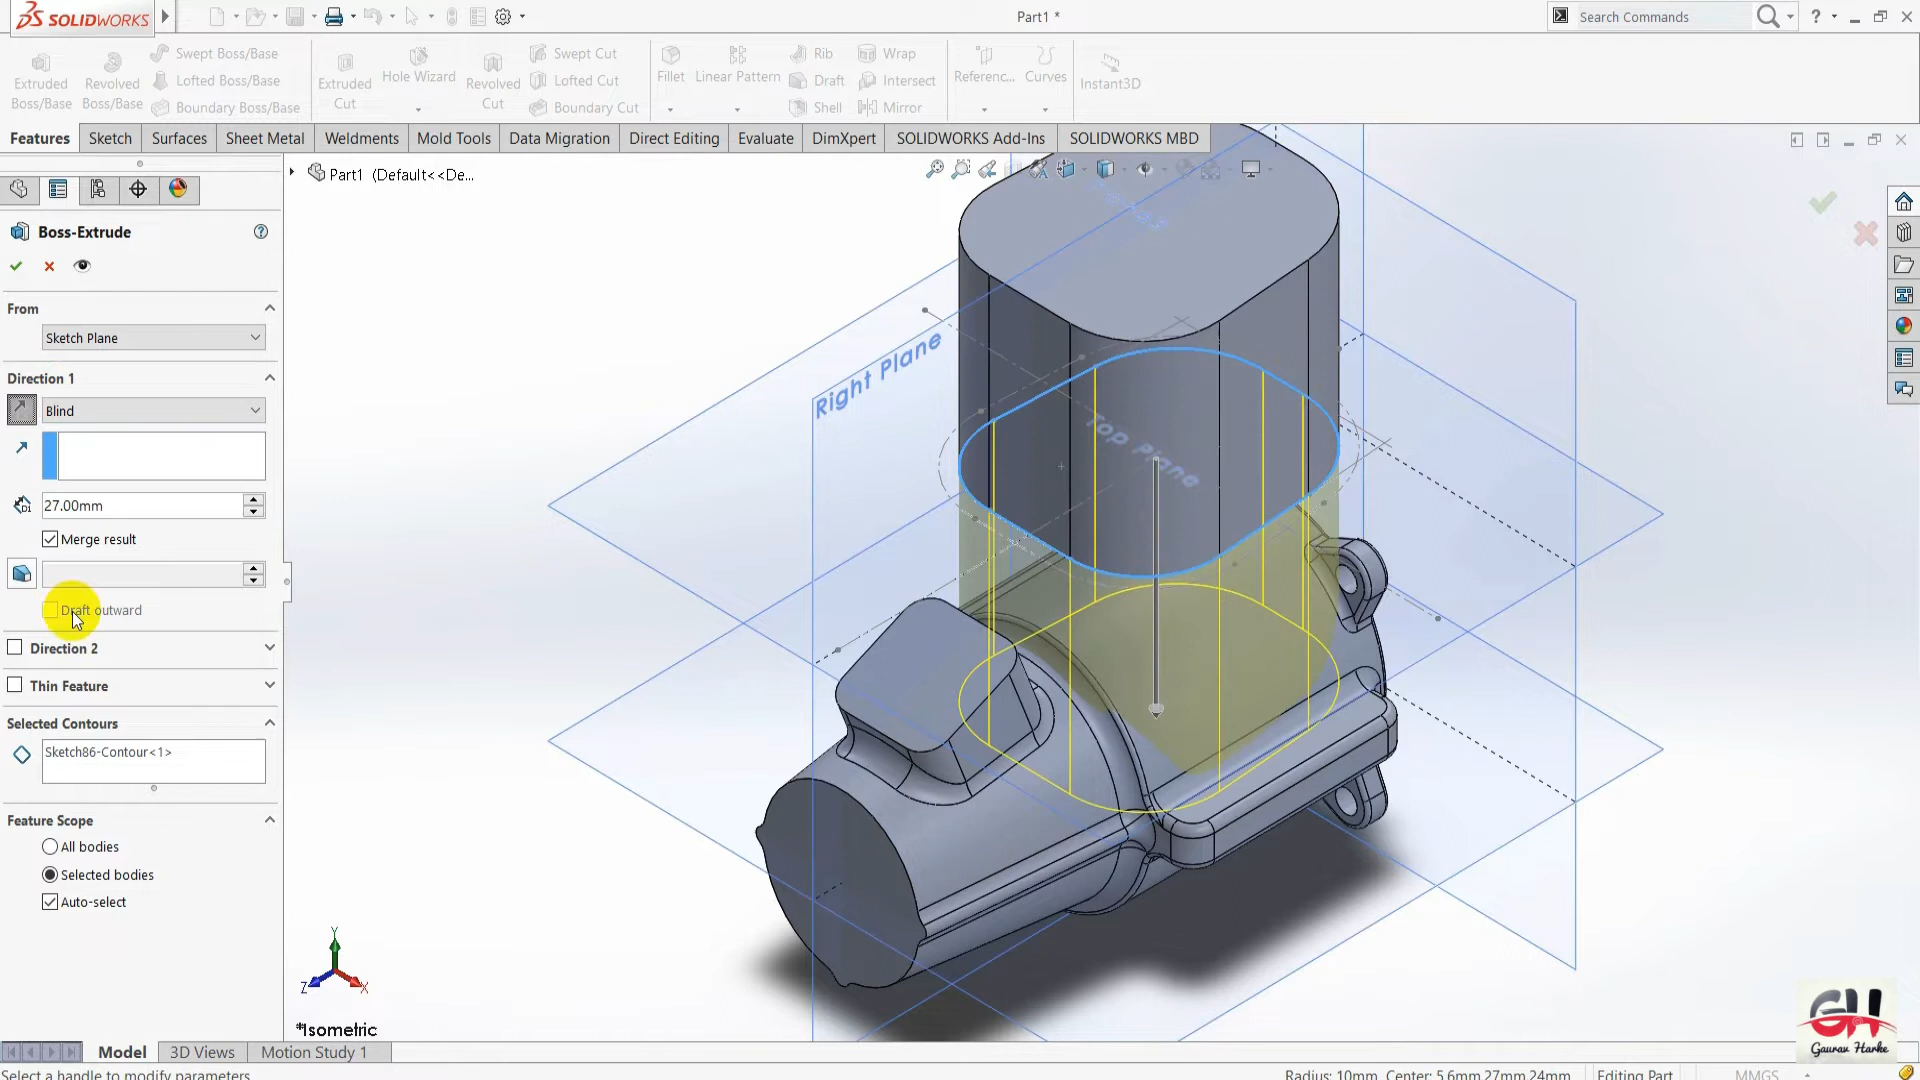 SOLIDWORKS
Part1 *
Search Commands
Extruded Boss/Base
Revolved Boss/Base
Swept Boss/Base
Lofted Boss/Base
Boundary Boss/Base
Extruded Cut
Hole Wizard
Revolved Cut
Swept Cut
Lofted Cut
Boundary Cut
Fillet
Linear Pattern
Rib
Draft
Shell
Wrap
Intersect
Mirror
Referenc...
Curves
Instant3D
Features
Sketch
Surfaces
Sheet Metal
Weldments
Mold Tools
Data Migration
Direct Editing
Evaluate
DimXpert
SOLIDWORKS Add-Ins
SOLIDWORKS MBD
Part1 (Default<<De...
Boss-Extrude
From
Sketch Plane
Direction 1
Blind
27.00mm
Merge result
Draft outward
Direction 2
Thin Feature
Selected Contours
Sketch86-Contour<1>
Feature Scope
All bodies
Selected bodies
Auto-select
Right Plane
Top Plane
Y
Z
X
*Isometric
GH
Gaurav Harke
Model
3D Views
Motion Study 1
Select a handle to modify parameters
Radius: 10mm Center: 5.6mm,27mm,24mm
Editing Part
MMGS